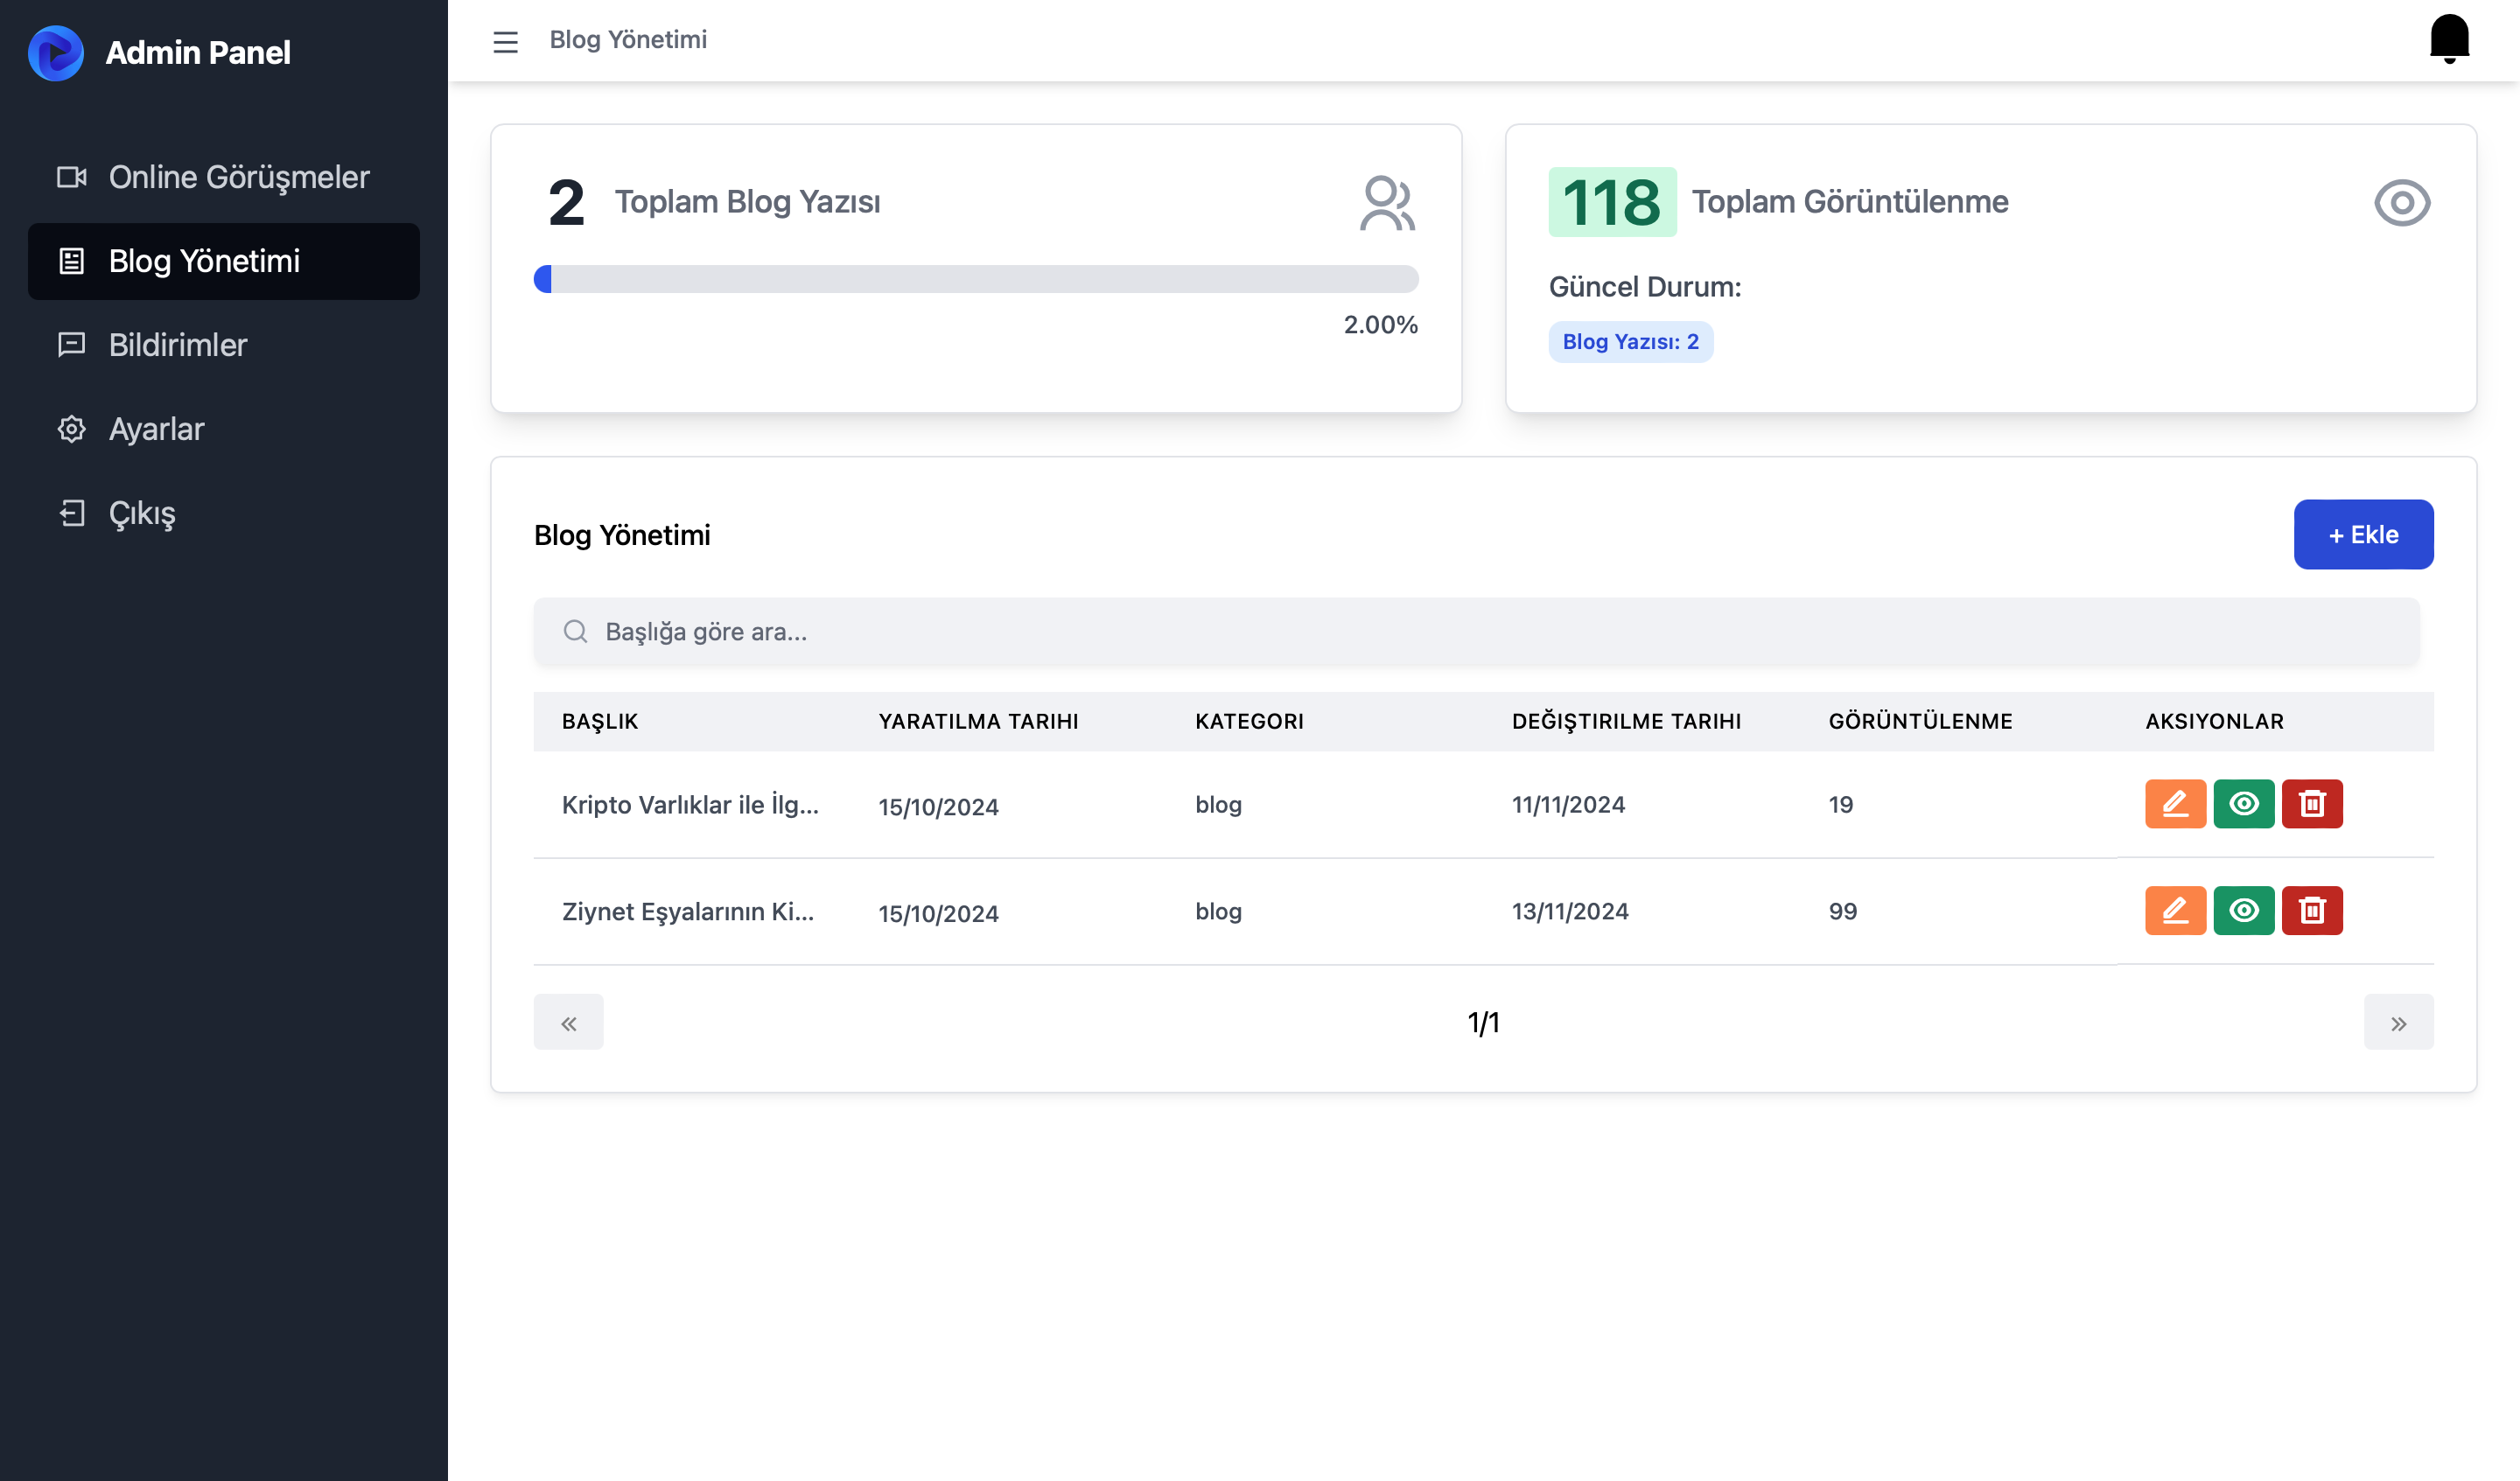 Admin Panel
Online Görüşmeler
Blog Yönetimi
Bildirimler
Ayarlar
Çıkış
Blog Yönetimi
2 Toplam Blog Yazısı
2.00%
118 Toplam Görüntülenme
Güncel Durum:
Blog Yazısı: 2
Blog Yönetimi
+ Ekle
Başlığa göre ara...
BAŞLIK YARATILMA TARIHI KATEGORI DEĞIŞTIRILME TARIHI GÖRÜNTÜLENME AKSIYONLAR
Kripto Varlıklar ile İlg... 15/10/2024 blog 11/11/2024 19
Ziynet Eşyalarının Ki... 15/10/2024 blog 13/11/2024 99
« 1/1 »